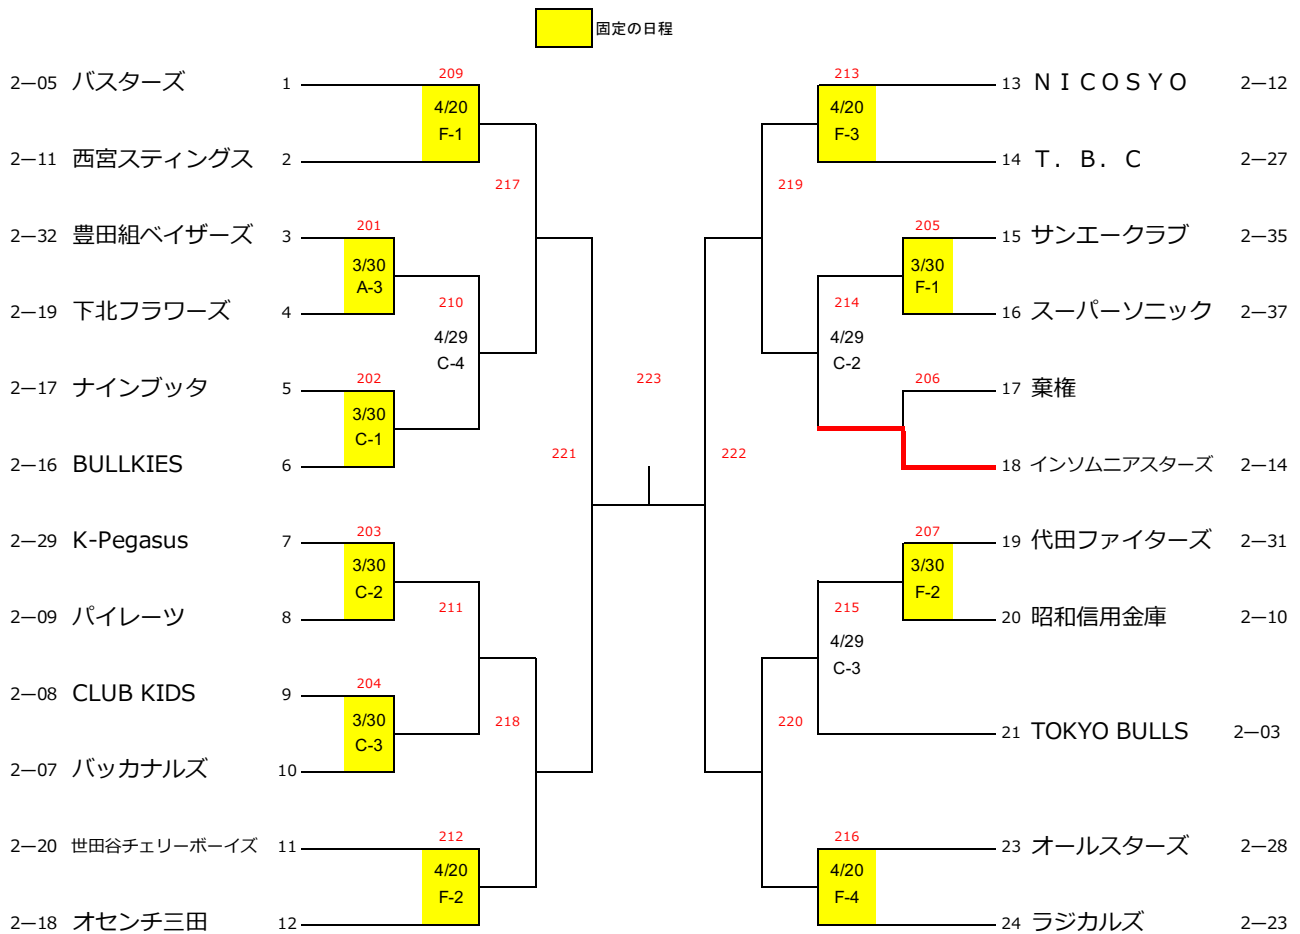 固定の日程
2—05 バスターズ 1
209
4/20
F-1
2—11 西宮スティングス 2
217
2—32 豊田組ベイザーズ 3
201
3/30
A-3
2—19 下北フラワーズ 4
210
4/29
C-4
2—17 ナインブッタ 5
202
3/30
C-1
2—16 BULLKIES 6
221
2—29 K-Pegasus 7
203
3/30
C-2
2—09 パイレーツ 8
211
2—08 CLUB KIDS 9
204
3/30
C-3
218
2—07 バッカナルズ 10
2—20 世田谷チェリーボーイズ 11
212
4/20
F-2
2—18 オセンチ三田 12
223
213
13 ＮＩＣＯＳＹＯ 2—12
4/20
F-3
14 Ｔ．Ｂ．Ｃ 2—27
219
205
15 サンエークラブ 2—35
3/30
F-1
16 スーパーソニック 2—37
214
4/29
C-2
206
17 棄権
222
18 インソムニアスターズ 2—14
207
19 代田ファイターズ 2—31
3/30
F-2
20 昭和信用金庫 2—10
215
4/29
C-3
220
21 TOKYO BULLS 2—03
216
23 オールスターズ 2—28
4/20
F-4
24 ラジカルズ 2—23